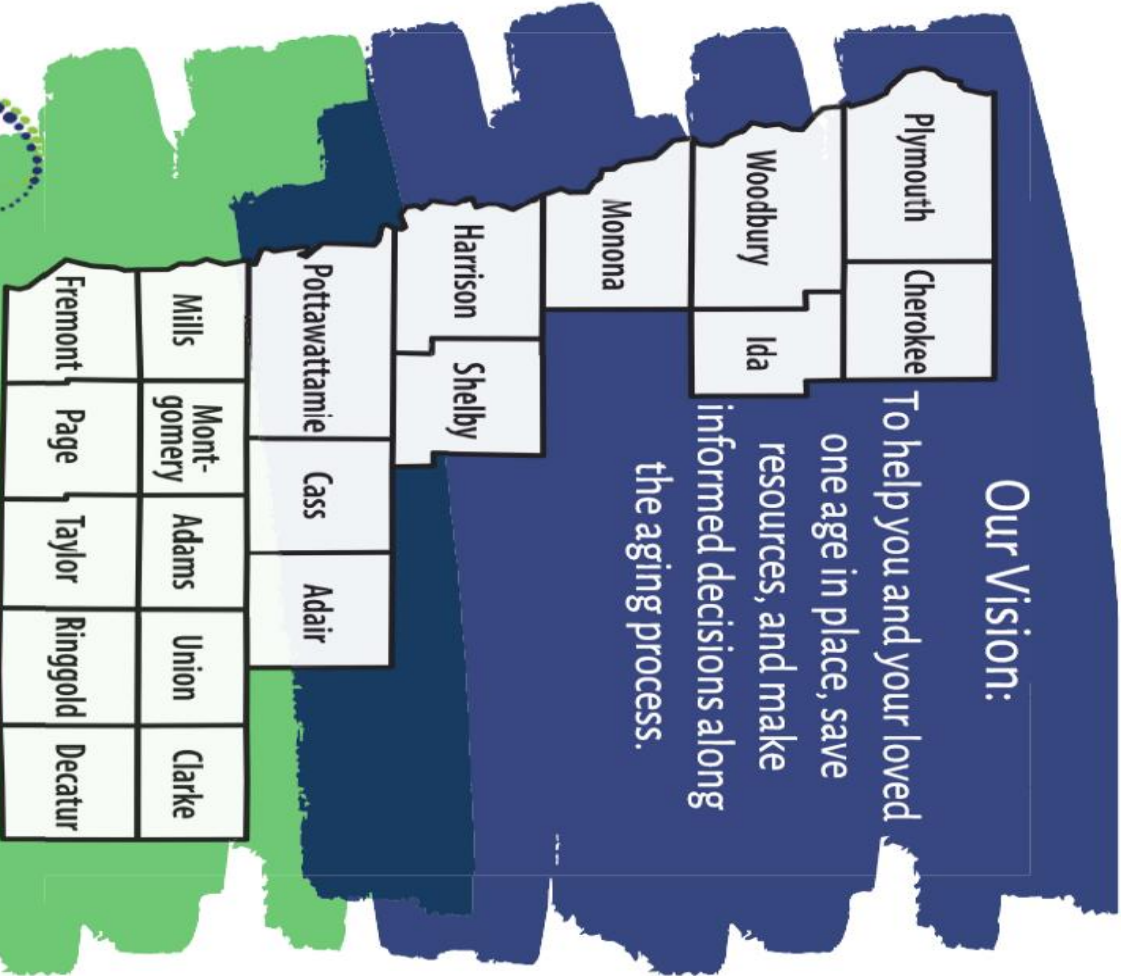 Our Vision:
To help you and your loved
one age in place, save
resources, and make
informed decisions along
the aging process.
Plymouth
Cherokee
Woodbury
Ida
Monona
Harrison
Shelby
Pottawattamie
Cass
Adair
Mills
Mont-
gomery
Adams
Union
Clarke
Fremont
Page
Taylor
Ringgold
Decatur